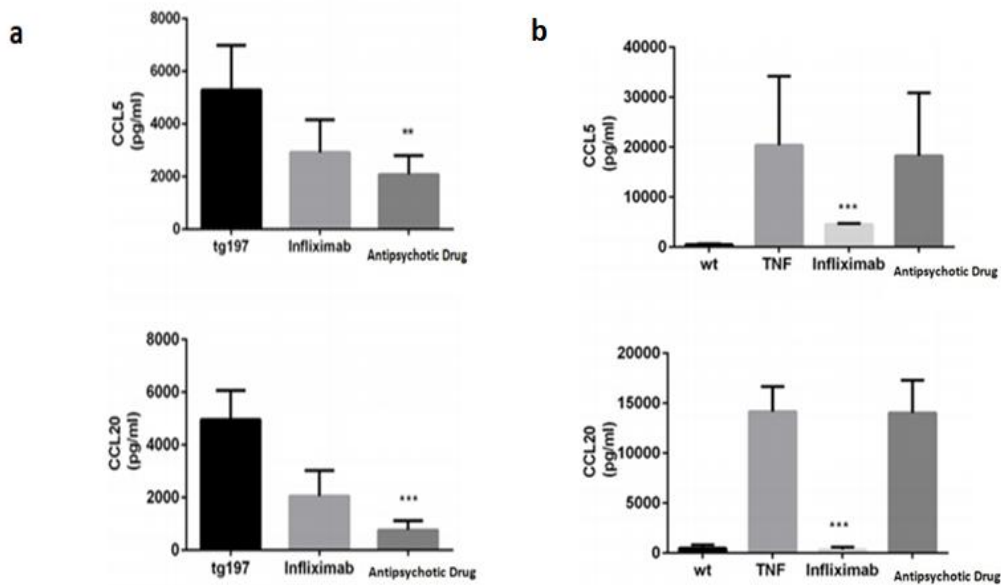 a
CCL5
(pg/ml)
8000
6000
4000
2000
0
**
tg197 Infliximab Antipsychotic Drug
b
CCL5
(pg/ml)
40000
30000
20000
10000
0
***
wt TNF Infliximab Antipsychotic Drug
CCL20
(pg/ml)
8000
6000
4000
2000
0
***
tg197 Infliximab Antipsychotic Drug
CCL20
(pg/ml)
20000
15000
10000
5000
0
***
wt TNF Infliximab Antipsychotic Drug